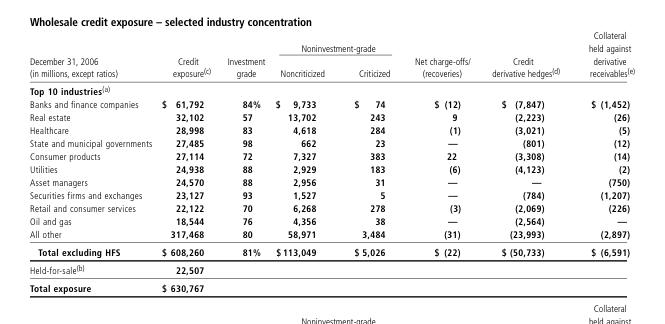 Wholesale credit exposure – selected industry concentration
Collateral
Noninvestment-grade held against
December 31, 2006 Credit Investment Net charge-offs/ Credit derivative
(in millions, except ratios) exposure(c) grade Noncriticized Criticized (recoveries) derivative hedges(d) receivables(e)
Top 10 industries(a)
Banks and finance companies $ 61,792 84% $ 9,733 $ 74 $ (12) $ (7,847) $ (1,452)
Real estate 32,102 57 13,702 243 9 (2,223) (26)
Healthcare 28,998 83 4,618 284 (1) (3,021) (5)
State and municipal governments 27,485 98 662 23 — (801) (12)
Consumer products 27,114 72 7,327 383 22 (3,308) (14)
Utilities 24,938 88 2,929 183 (6) (4,123) (2)
Asset managers 24,570 88 2,956 31 — — (750)
Securities firms and exchanges 23,127 93 1,527 5 — (784) (1,207)
Retail and consumer services 22,122 70 6,268 278 (3) (2,069) (226)
Oil and gas 18,544 76 4,356 38 — (2,564) —
All other 317,468 80 58,971 3,484 (31) (23,993) (2,897)
Total excluding HFS $ 608,260 81% $ 113,049 $ 5,026 $ (22) $ (50,733) $ (6,591)
Held-for-sale(b) 22,507
Total exposure $ 630,767
Collateral
Noninvestment-grade held against